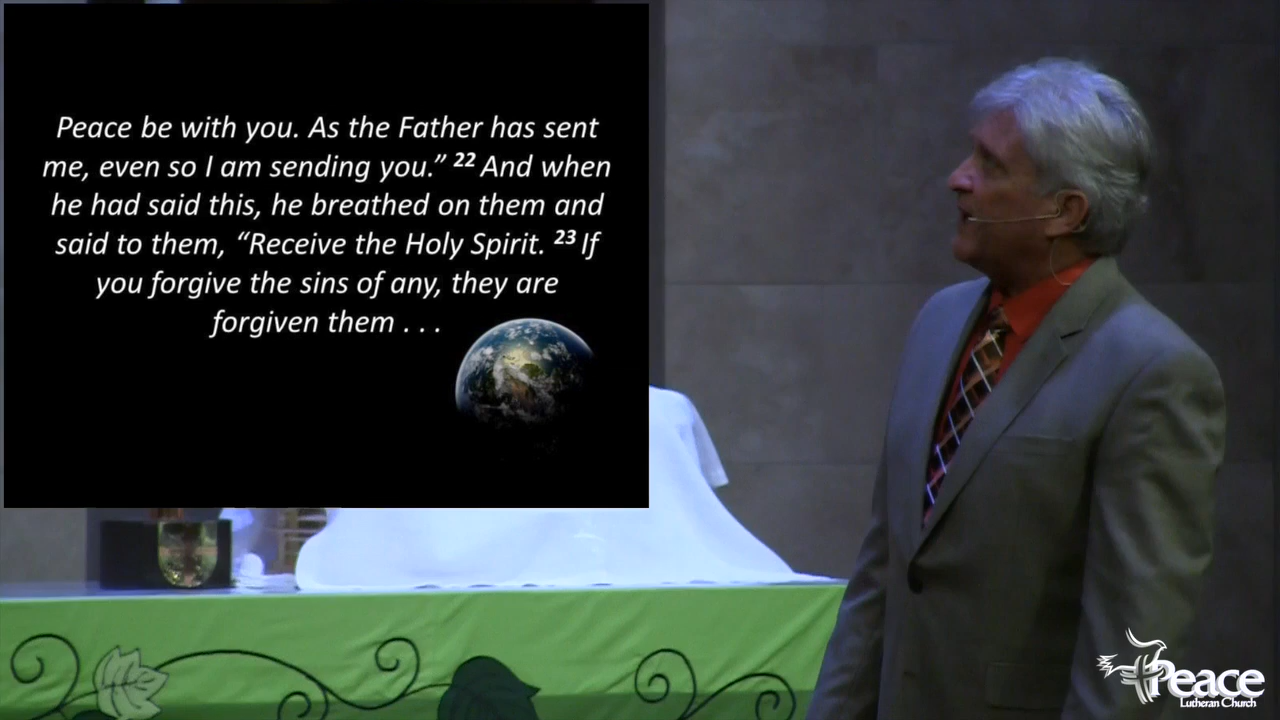 Peace be with you. As the Father has sent
me, even so I am sending you.” 22 And when
he had said this, he breathed on them and
said to them, “Receive the Holy Spirit. 23 If
you forgive the sins of any, they are
forgiven them . . .
Peace
Lutheran Church